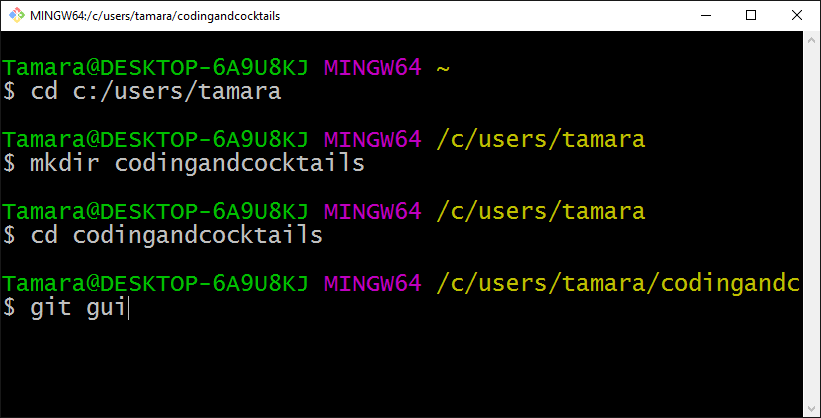 MINGW64:/c/users/tamara/codingandcocktails
Tamara@DESKTOP-6A9U8KJ MINGW64 ~
$ cd c:/users/tamara
Tamara@DESKTOP-6A9U8KJ MINGW64 /c/users/tamara
$ mkdir codingandcocktails
Tamara@DESKTOP-6A9U8KJ MINGW64 /c/users/tamara
$ cd codingandcocktails
Tamara@DESKTOP-6A9U8KJ MINGW64 /c/users/tamara/codingandc
$ git gui